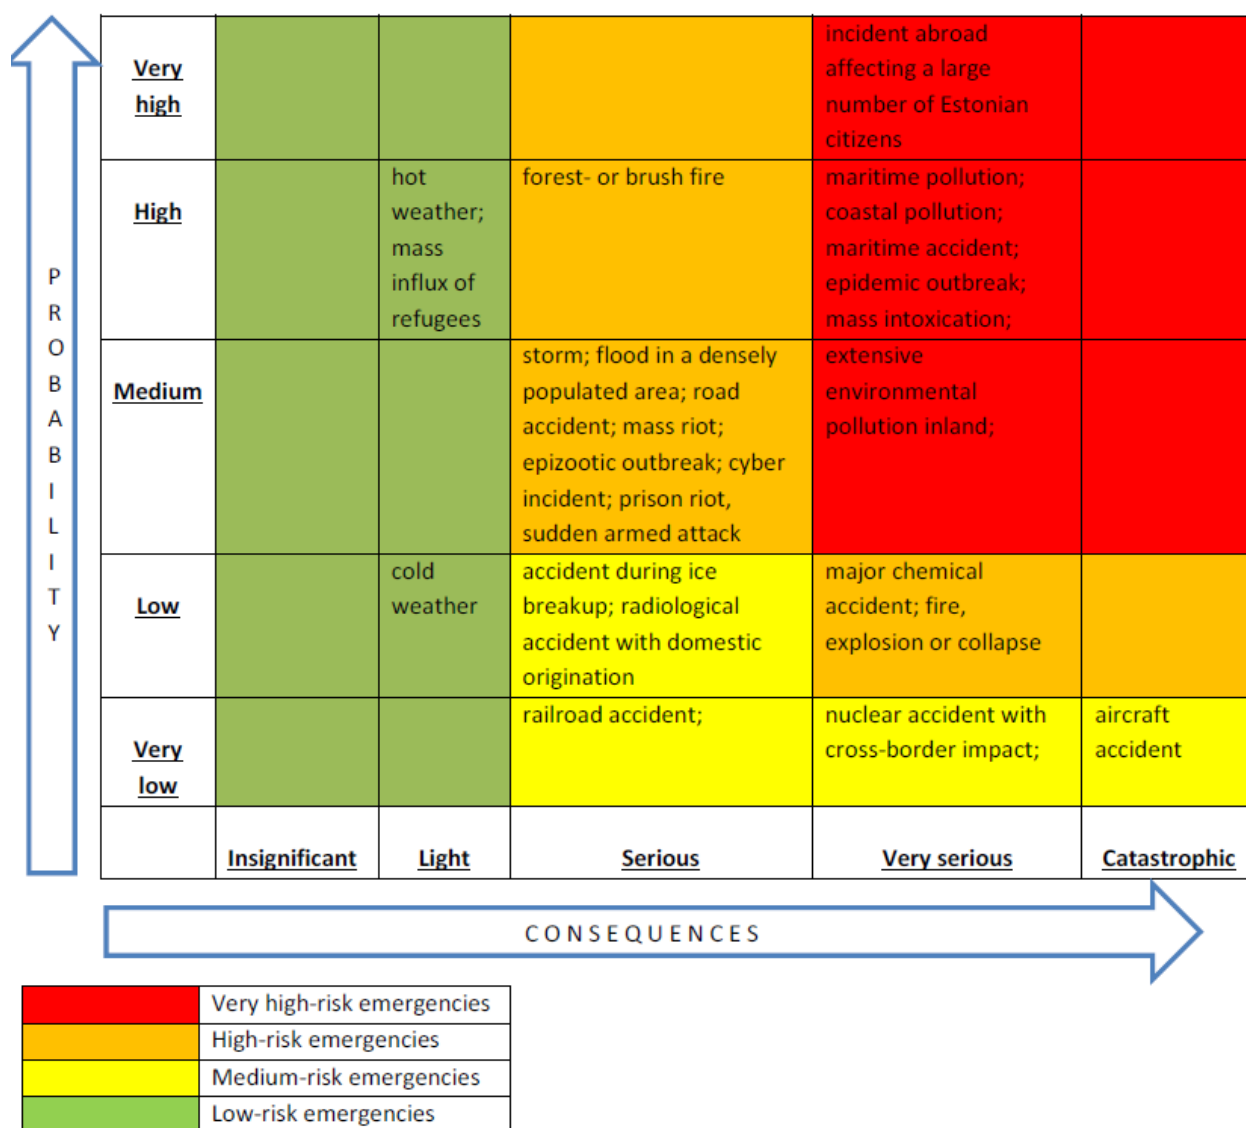 Very
high
incident abroad
affecting a large
number of Estonian
citizens
High
hot
weather;
mass
influx of
refugees
forest- or brush fire
maritime pollution;
coastal pollution;
maritime accident;
epidemic outbreak;
mass intoxication;
Medium
storm; flood in a densely
populated area; road
accident; mass riot;
epizootic outbreak; cyber
incident; prison riot,
sudden armed attack
extensive
environmental
pollution inland;
Low
cold
weather
accident during ice
breakup; radiological
accident with domestic
origination
major chemical
accident; fire,
explosion or collapse
Very
low
railroad accident;
nuclear accident with
cross-border impact;
aircraft
accident
Insignificant
Light
Serious
Very serious
Catastrophic
P
R
O
B
A
B
I
L
I
T
Y
C O N S E Q U E N C E S
Very high-risk emergencies
High-risk emergencies
Medium-risk emergencies
Low-risk emergencies